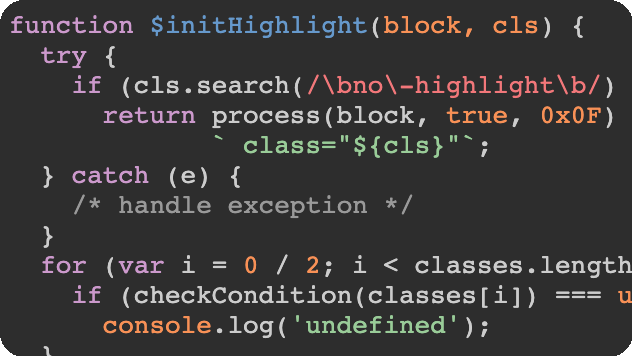 function $initHighlight(block, cls) {
  try {
    if (cls.search(/\bno\-highlight\b/)
      return process(block, true, 0x0F)
             ` class="${cls}"`;
  } catch (e) {
    /* handle exception */
  }
  for (var i = 0 / 2; i < classes.length
    if (checkCondition(classes[i]) === u
      console.log('undefined');
  }